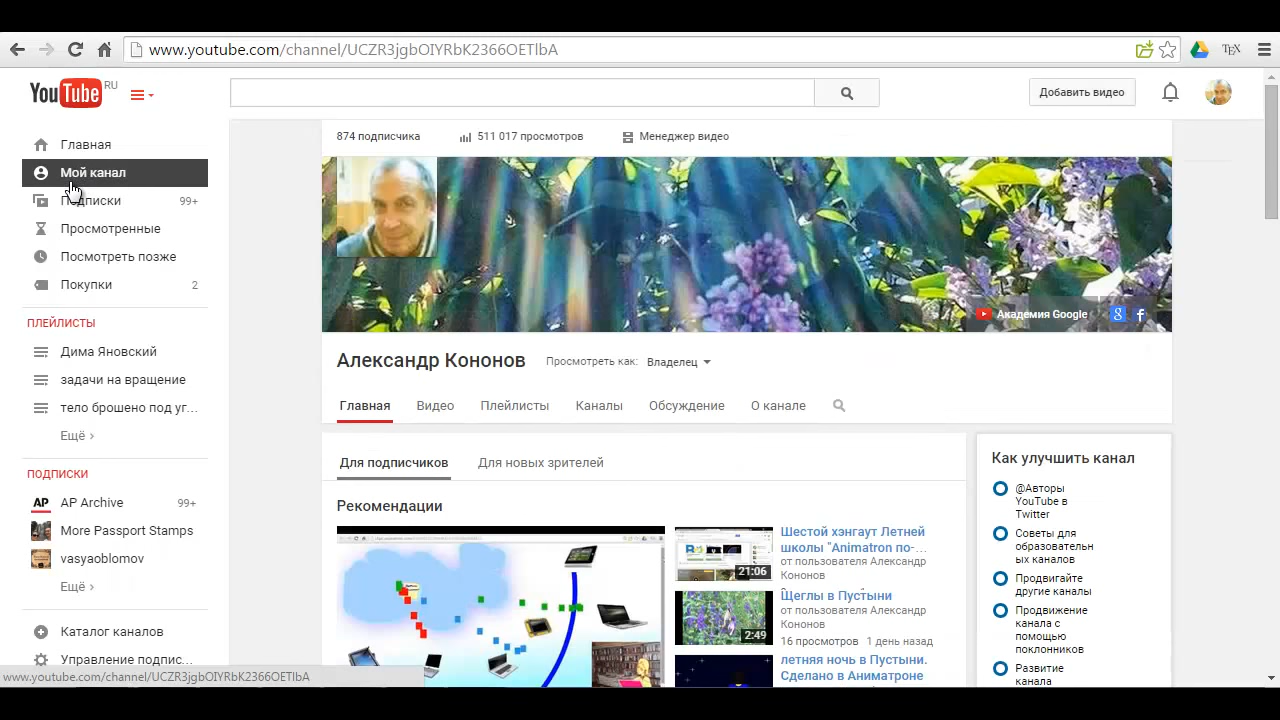 www.youtube.com/channel/UCZR3jgbOIYRbK2366OETlbA
TEX
YouTube RU
Добавить видео
Главная
Мой канал
Подписки 99+
Просмотренные
Посмотреть позже
Покупки 2
ПЛЕЙЛИСТЫ
Дима Яновский
задачи на вращение
тело брошено под уг...
Ещё ›
ПОДПИСКИ
AP AP Archive 99+
More Passport Stamps
vasyaoblomov
Ещё ›
Каталог каналов
Управление подпис...
www.youtube.com/channel/UCZR3jgbOIYRbK2366OETlbA
874 подписчика 511 017 просмотров Менеджер видео
Академия Google 8 f
Александр Кононов Просмотреть как: Владелец
Главная Видео Плейлисты Каналы Обсуждение О канале
Для подписчиков Для новых зрителей
Рекомендации
Шестой хэнгаут Летней
школы "Animatron по-...
от пользователя Александр
Кононов
21:06
Щеглы в Пустыни
от пользователя Александр
Кононов
16 просмотров 1 день назад
2:49
летняя ночь в Пустыни.
Сделано в Аниматроне
Как улучшить канал
@Авторы
YouTube в
Twitter
Советы для
образовательн
ых каналов
Продвигайте
другие каналы
Продвижение
канала с
помощью
поклонников
Развитие
канала